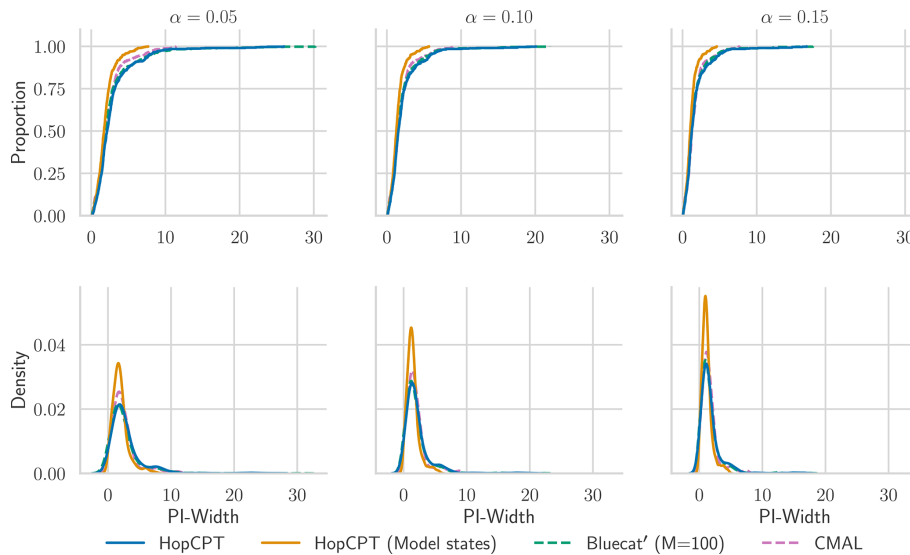 α = 0.05
α = 0.10
α = 0.15
1.00
0.75
0.50
0.25
0.00
Proportion
0 10 20 30
0 10 20 30
0 10 20 30
0.04
0.02
0.00
Density
0 10 20 30
0 10 20 30
0 10 20 30
PI-Width
PI-Width
PI-Width
HopCPT
HopCPT (Model states)
Bluecat′ (M=100)
CMAL